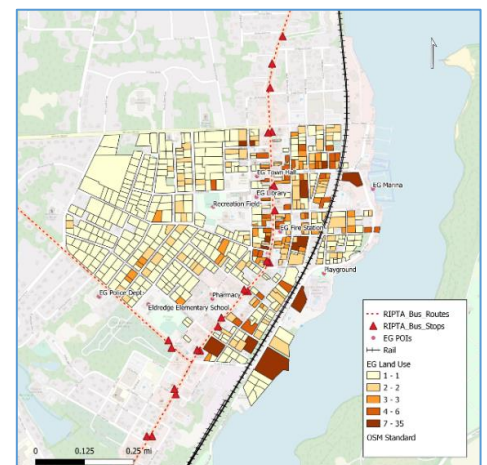 EG Town Hall
EG Library
EG Marina
Recreation Field
EG Fire Station
Playground
EG Police Dept
Pharmacy
Eldredge Elementary School
RIPTA_Bus_Routes
RIPTA_Bus_Stops
EG POIs
Rail
EG Land Use
1 - 1
2 - 2
3 - 3
4 - 6
7 - 35
OSM Standard
0 0.125 0.25 mi